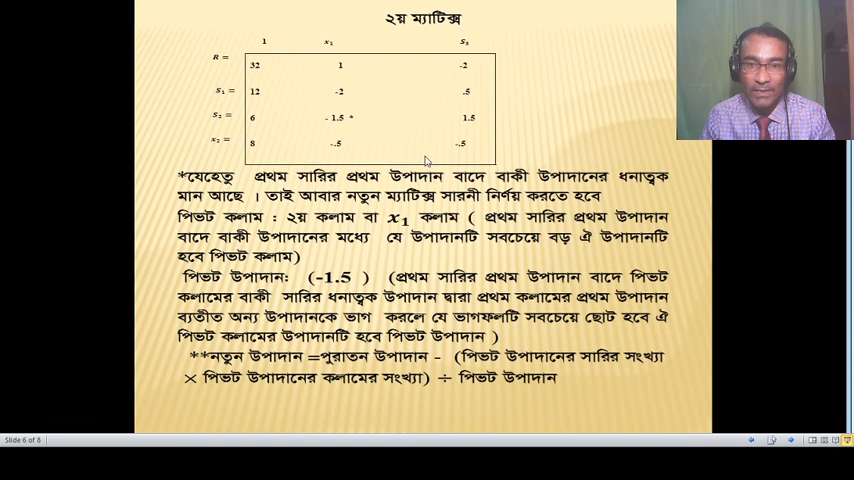 ২য় ম্যাটিক্স
1 x₁ S₃
R = 32 1 -2
S₁ = 12 -2 .5
S₂ = 6 - 1.5 * 1.5
x₂ = 8 -.5 -.5
*যেহেতু প্রথম সারির প্রথম উপাদান বাদে বাকী উপাদানের ধনাত্বক
মান আছে । তাই আবার নতুন ম্যাটিক্স সারনী নির্ণয় করতে হবে
পিভট কলাম : ২য় কলাম বা x₁ কলাম ( প্রথম সারির প্রথম উপাদান
বাদে বাকী উপাদানের মধ্যে যে উপাদানটি সবচেয়ে বড় ঐ উপাদানটি
হবে পিভট কলাম)
পিভট উপাদান: (-1.5 ) (প্রথম সারির প্রথম উপাদান বাদে পিভট
কলামের বাকী সারির ধনাত্বক উপাদান দ্বারা প্রথম কলামের প্রথম উপাদান
ব্যতীত অন্য উপাদানকে ভাগ করলে যে ভাগফলটি সবচেয়ে ছোট হবে ঐ
পিভট কলামের উপাদানটি হবে পিভট উপাদান )
**নতুন উপাদান =পুরাতন উপাদান - (পিভট উপাদানের সারির সংখ্যা
× পিভট উপাদানের কলামের সংখ্যা) ÷ পিভট উপাদান
Slide 6 of 8